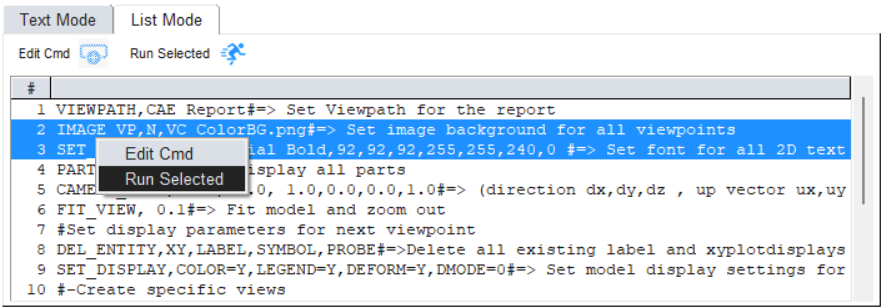 Text Mode List Mode
Edit Cmd Run Selected
#
1 VIEWPATH,CAE Report#=> Set Viewpath for the report
2 IMAGE_VP,N,VC_ColorBG.png#=> Set image background for all viewpoints
3 SET ial Bold,92,92,92,255,255,240,0 #=> Set font for all 2D text
Edit Cmd
4 PART isplay all parts
Run Selected
5 CAME .0, 1.0,0.0,0.0,1.0#=> (direction dx,dy,dz , up vector ux,uy
6 FIT_VIEW, 0.1#=> Fit model and zoom out
7 #Set display parameters for next viewpoint
8 DEL_ENTITY,XY,LABEL,SYMBOL,PROBE#=>Delete all existing label and xyplotdisplays
9 SET_DISPLAY,COLOR=Y,LEGEND=Y,DEFORM=Y,DMODE=0#=> Set model display settings for
10 #-Create specific views